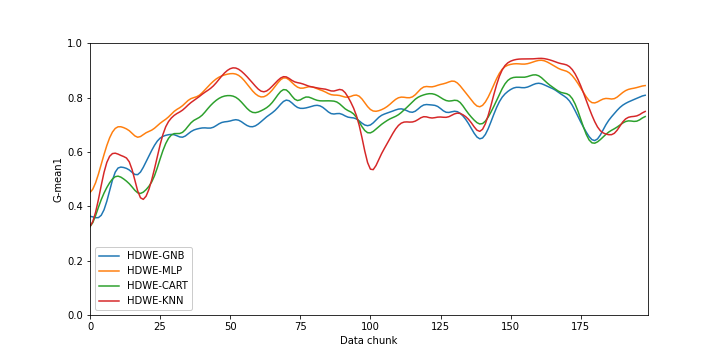 1.0
0.8
0.6
0.4
0.2
0.0
G-mean1
HDWE-GNB
HDWE-MLP
HDWE-CART
HDWE-KNN
0 25 50 75 100 125 150 175
Data chunk